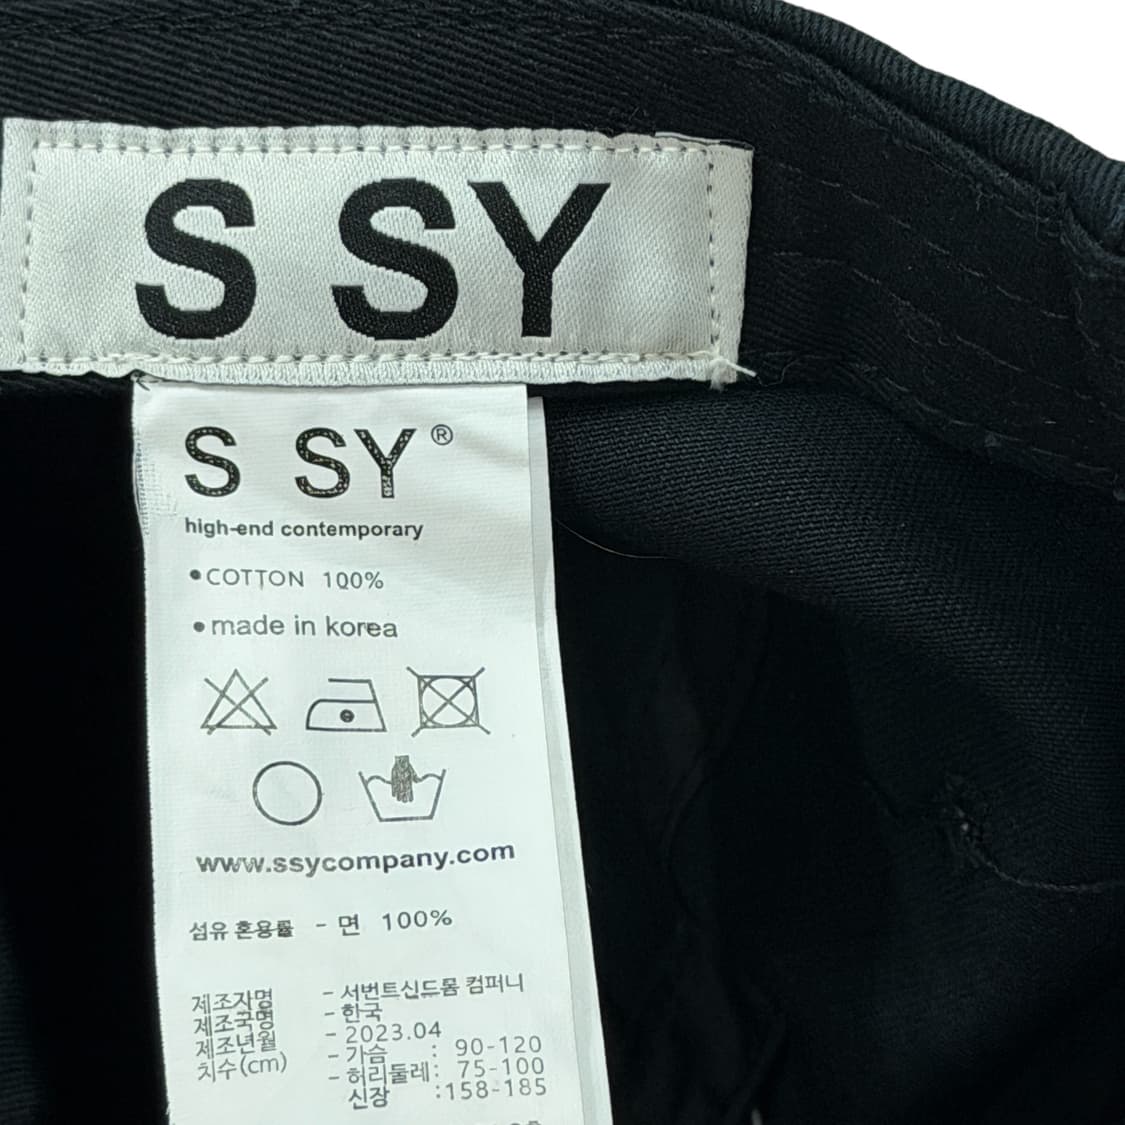 S SY
S SY®
high-end contemporary
•COTTON 100%
•made in korea
www.ssycompany.com
섬유 혼용률 - 면 100%
제조자명 - 서번트신드롬 컴퍼니
제조국명 - 한국
제조년월 - 2023.04
치수(cm) - 가슴 : 90-120
- 허리둘레: 75-100
신장 :158-185